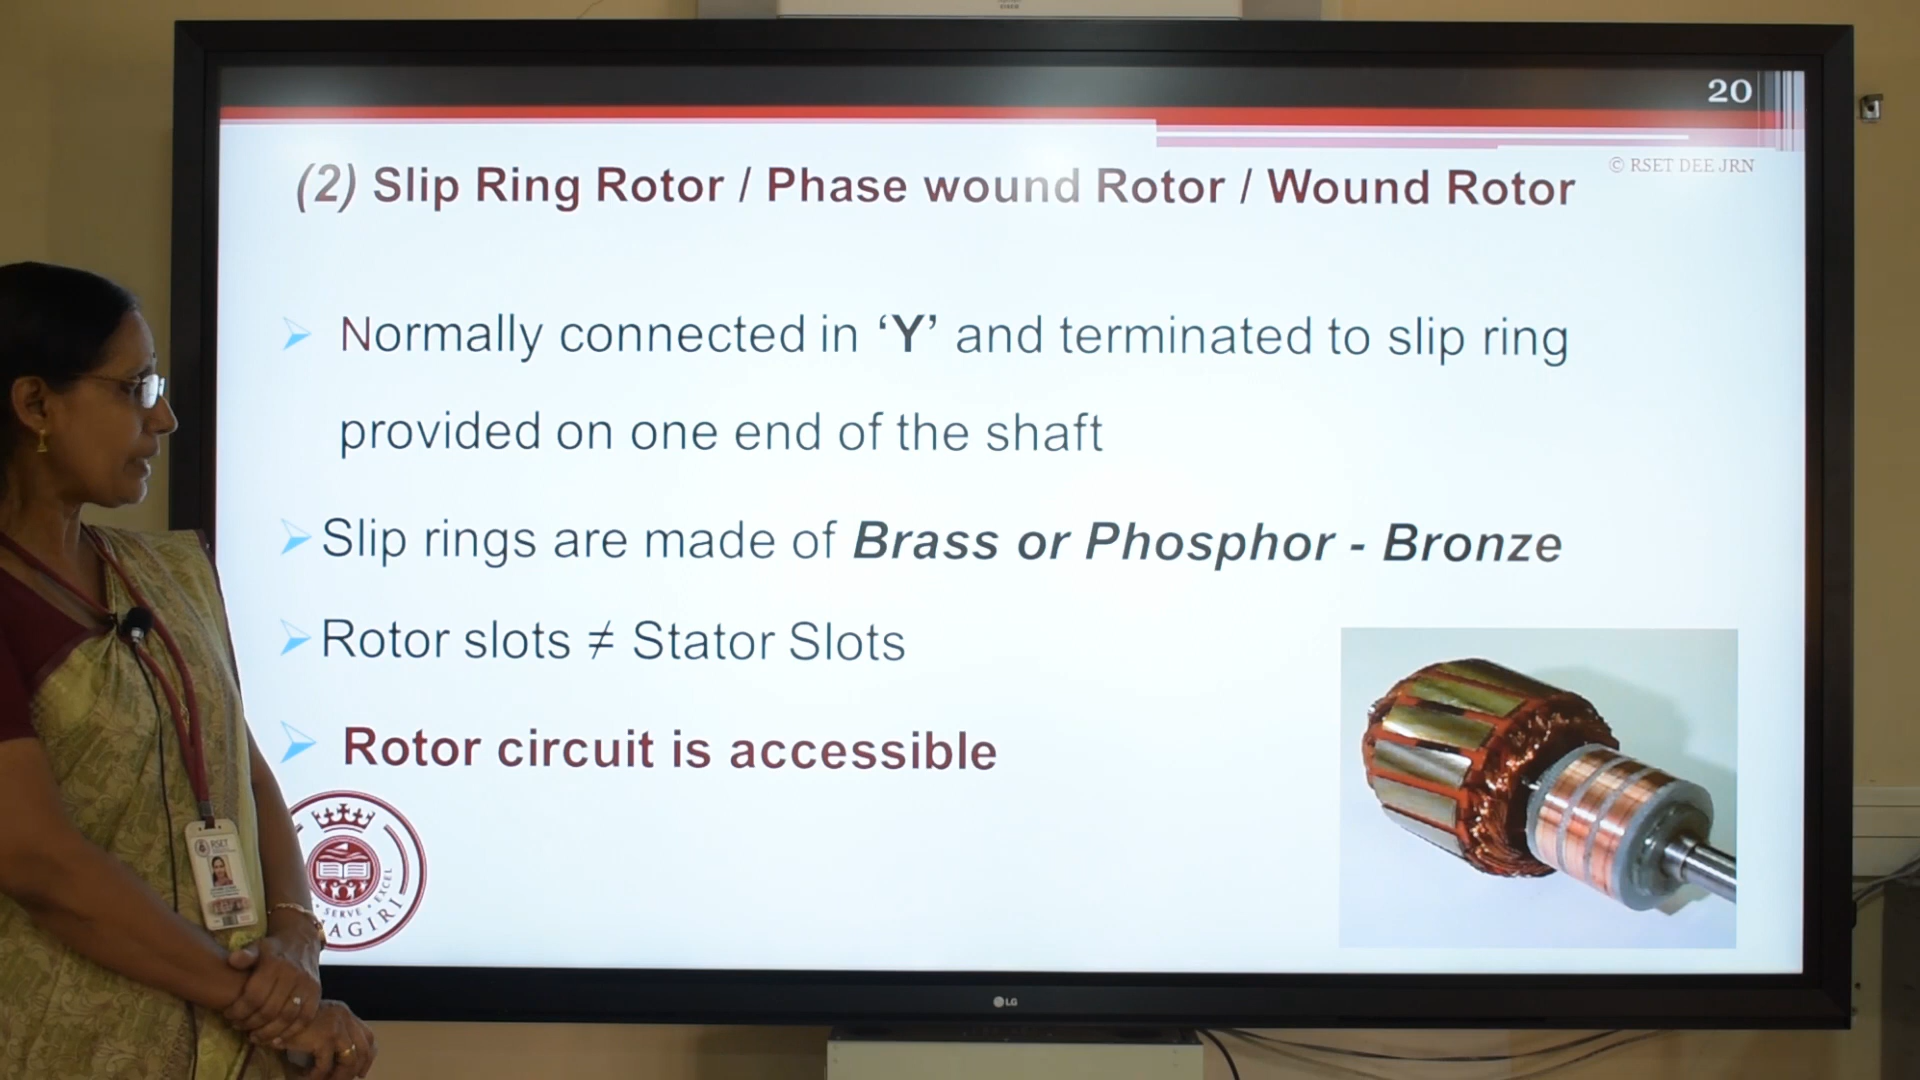 20
© RSET DEE JRN
(2) Slip Ring Rotor / Phase wound Rotor / Wound Rotor
Normally connected in ‘Y’ and terminated to slip ring
provided on one end of the shaft
Slip rings are made of Brass or Phosphor - Bronze
Rotor slots ≠ Stator Slots
Rotor circuit is accessible
SERVE • EXCEL
AGIRI
RSET
LG